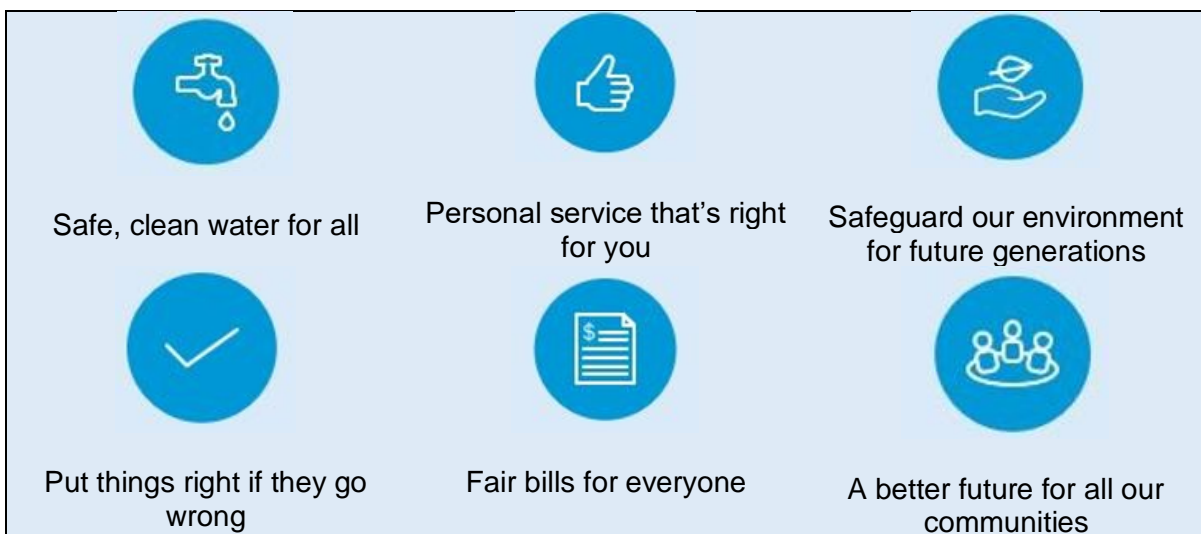 Safe, clean water for all
Personal service that's right
for you
Safeguard our environment
for future generations
$
Put things right if they go
wrong
Fair bills for everyone
A better future for all our
communities